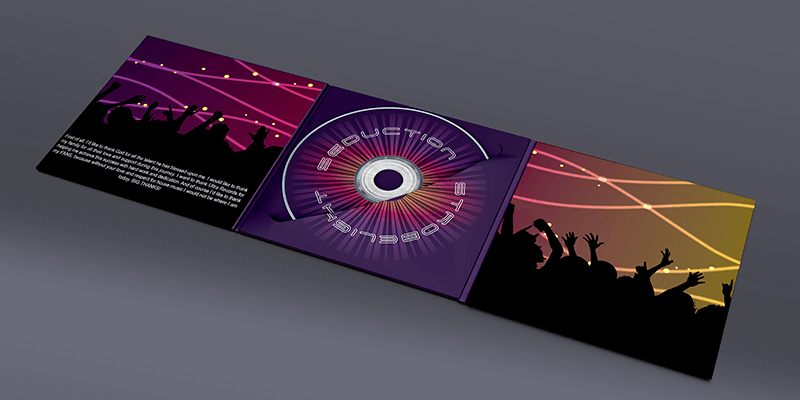 First of all, I'd like to thank God for all the talent he has blessed upon me. I would like to thank
my family for all their love and support during this journey. I want to thank Ultra Records for
helping me achieve this success with hard work and dedication. And of course I'd like to thank
my FANS, because without your love and respect for house music I would not be where I am
today. BIG THANKS!!
SEDUCTION
STROBELIGHT